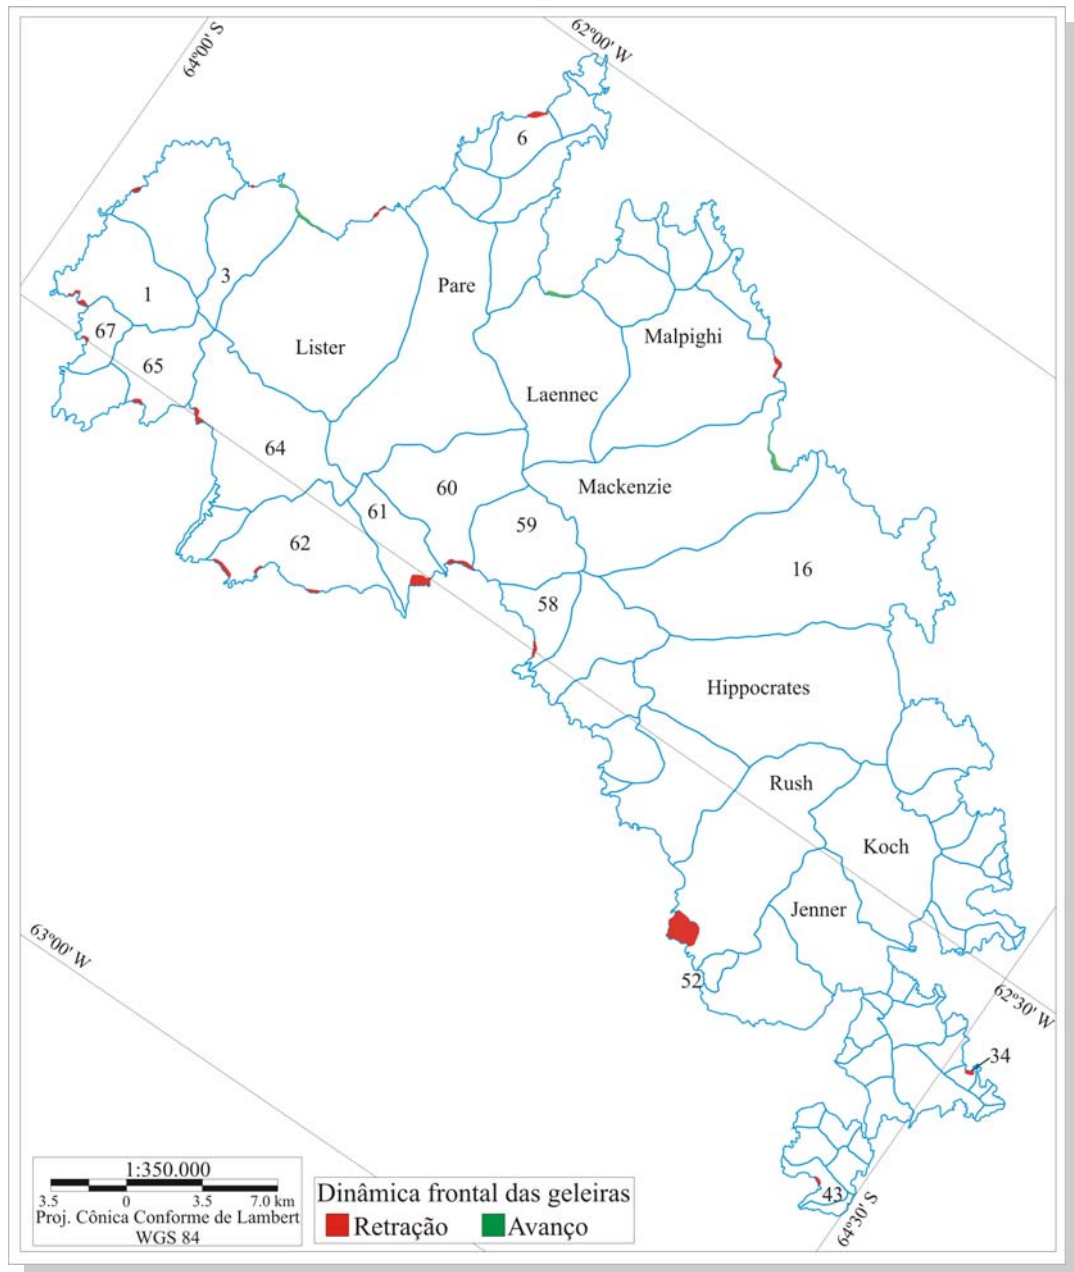 64°00' S
62°00' W
6
3
1
Pare
67
Lister
Malpighi
65
Laennec
64
60
Mackenzie
61
59
62
16
58
Hippocrates
Rush
Koch
Jenner
63°00' W
52
62°30' W
34
43
64°30' S
1:350.000
3.5 0 3.5 7.0 km
Proj. Cônica Conforme de Lambert
WGS 84
Dinâmica frontal das geleiras
Retração Avanço